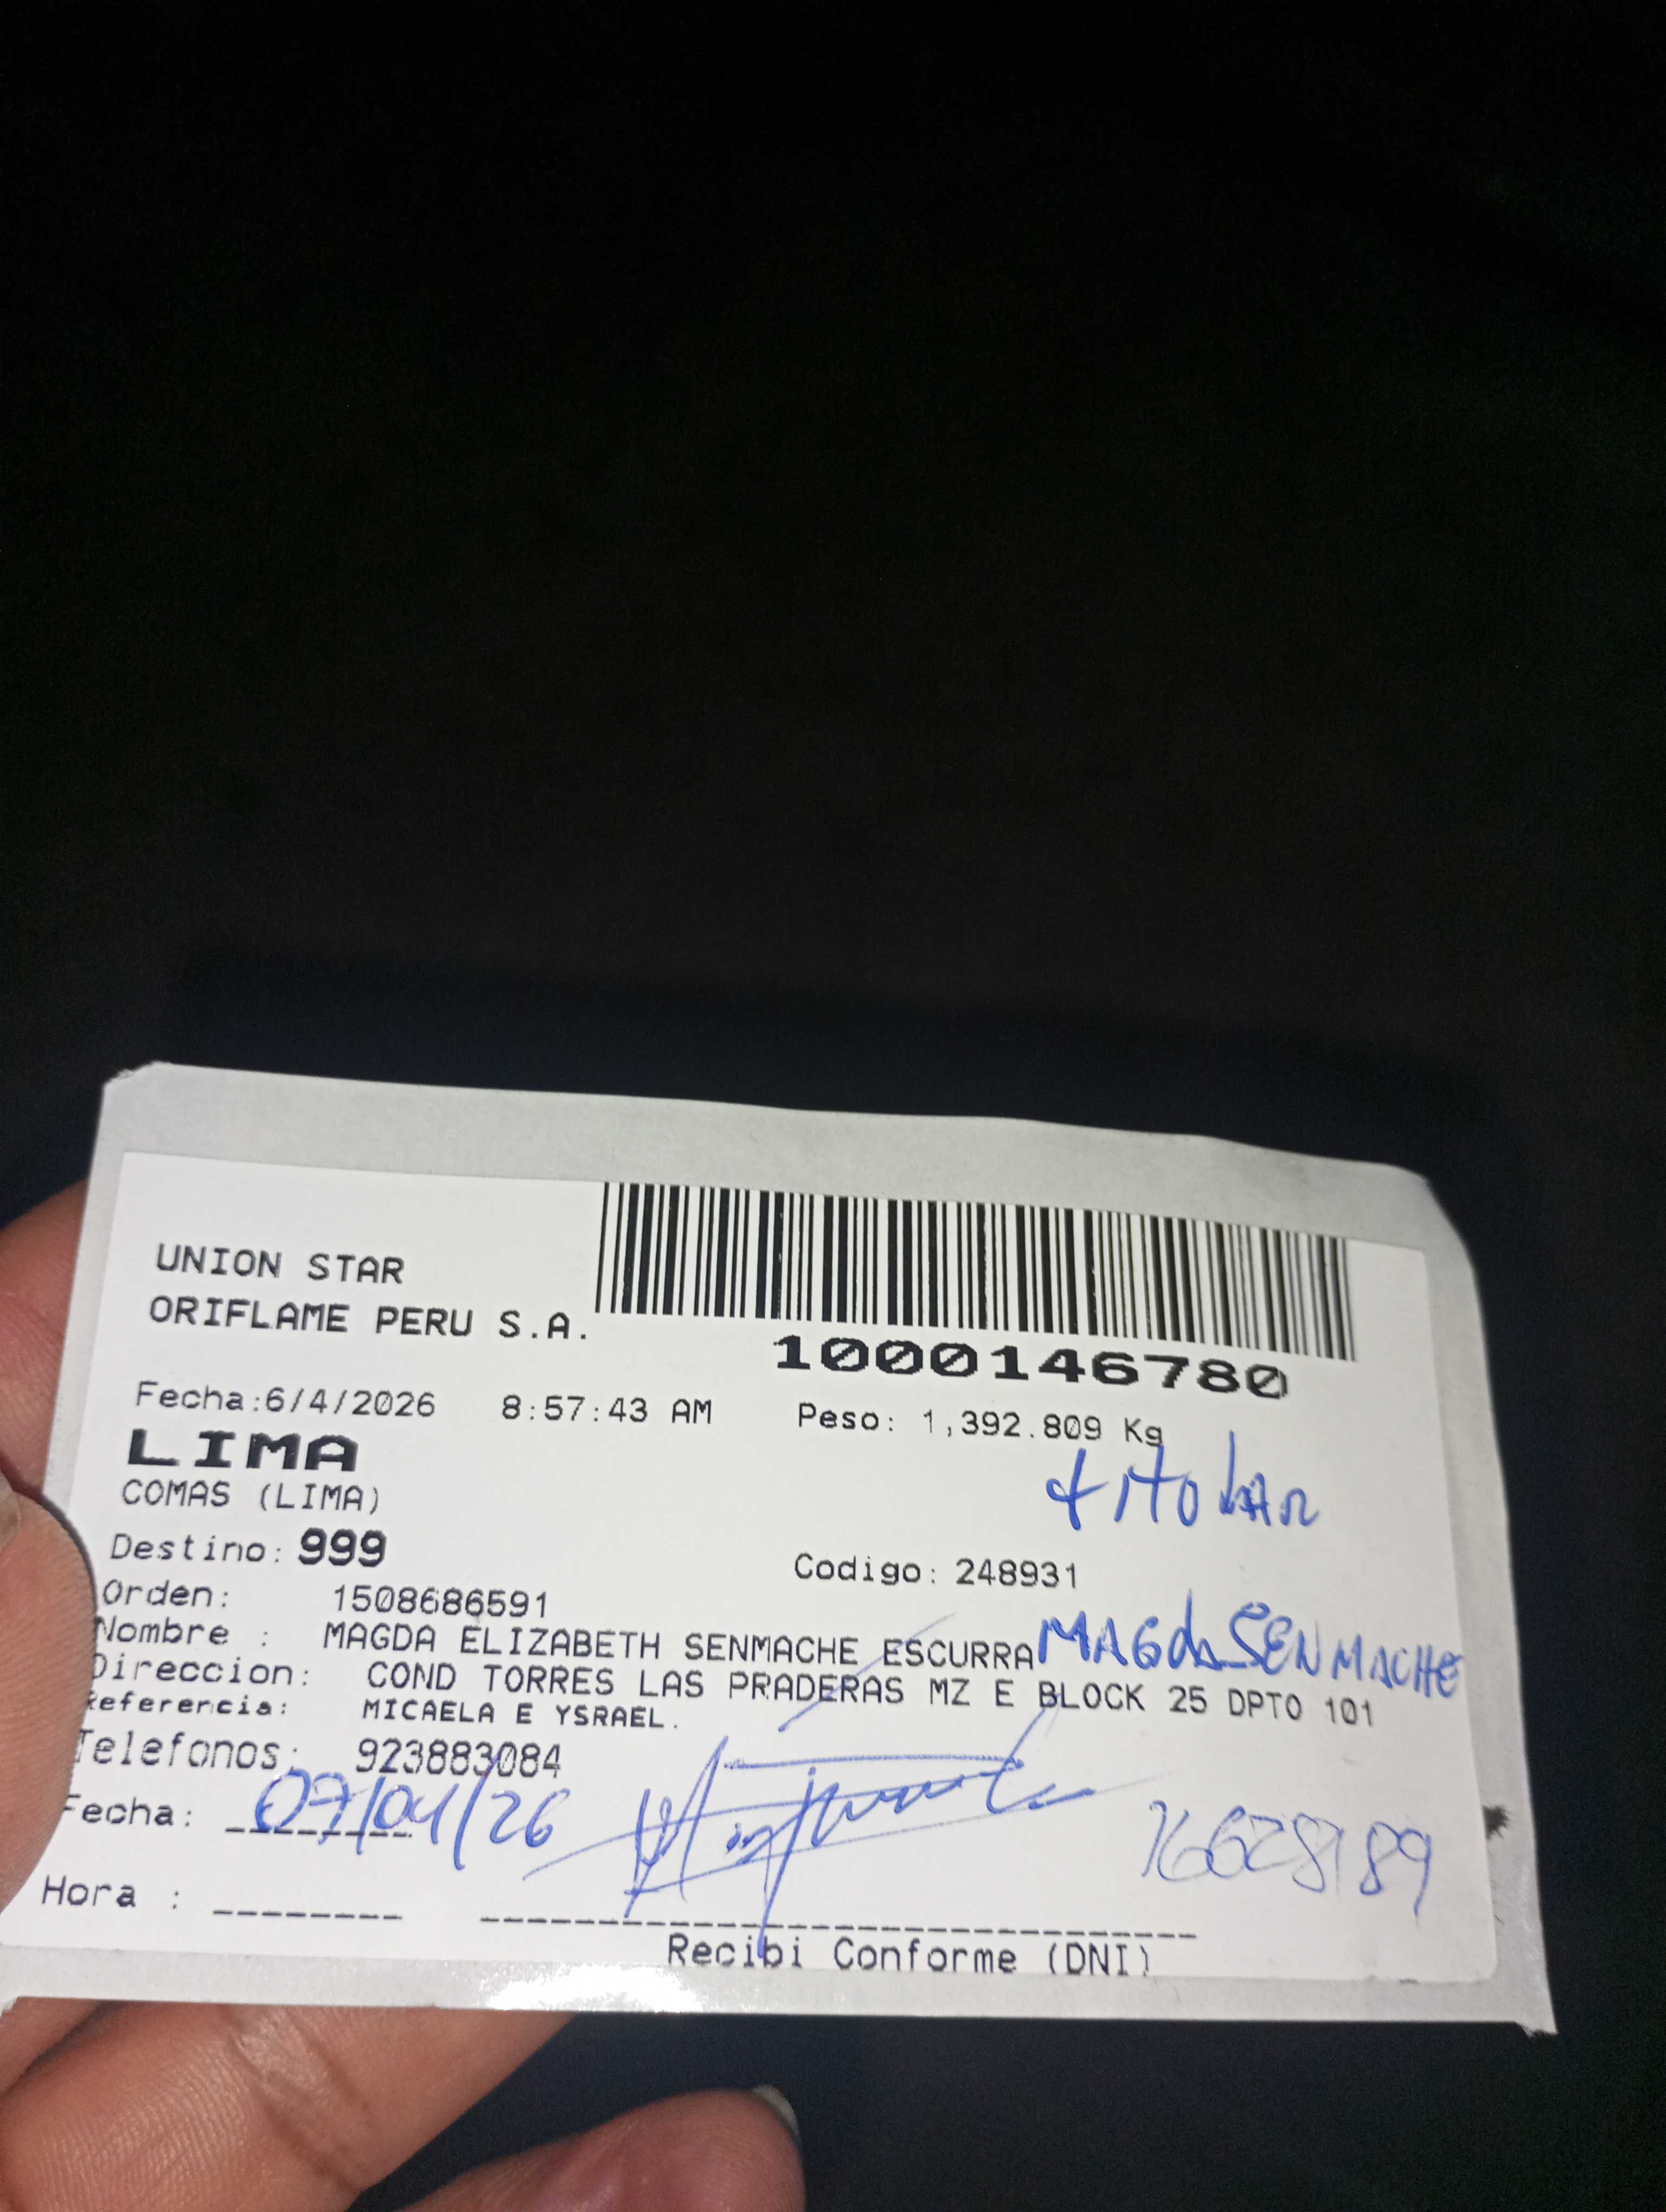 UNION STAR
ORIFLAME PERU S.A.
1000146780
Fecha:6/4/2026 8:57:43 AM Peso: 1,392.809 Kg
LIMA
titular
COMAS (LIMA)
Destino: 999 Codigo: 248931
Orden: 1508686591
Nombre : MAGDA ELIZABETH SENMACHE ESCURRA MAGda SENMACHE
Direccion: COND TORRES LAS PRADERAS MZ E BLOCK 25 DPTO 101
Referencia: MICAELA E YSRAEL.
Telefonos: 923883084
Fecha: 07/04/26 16628189
Hora :
Recibi Conforme (DNI)